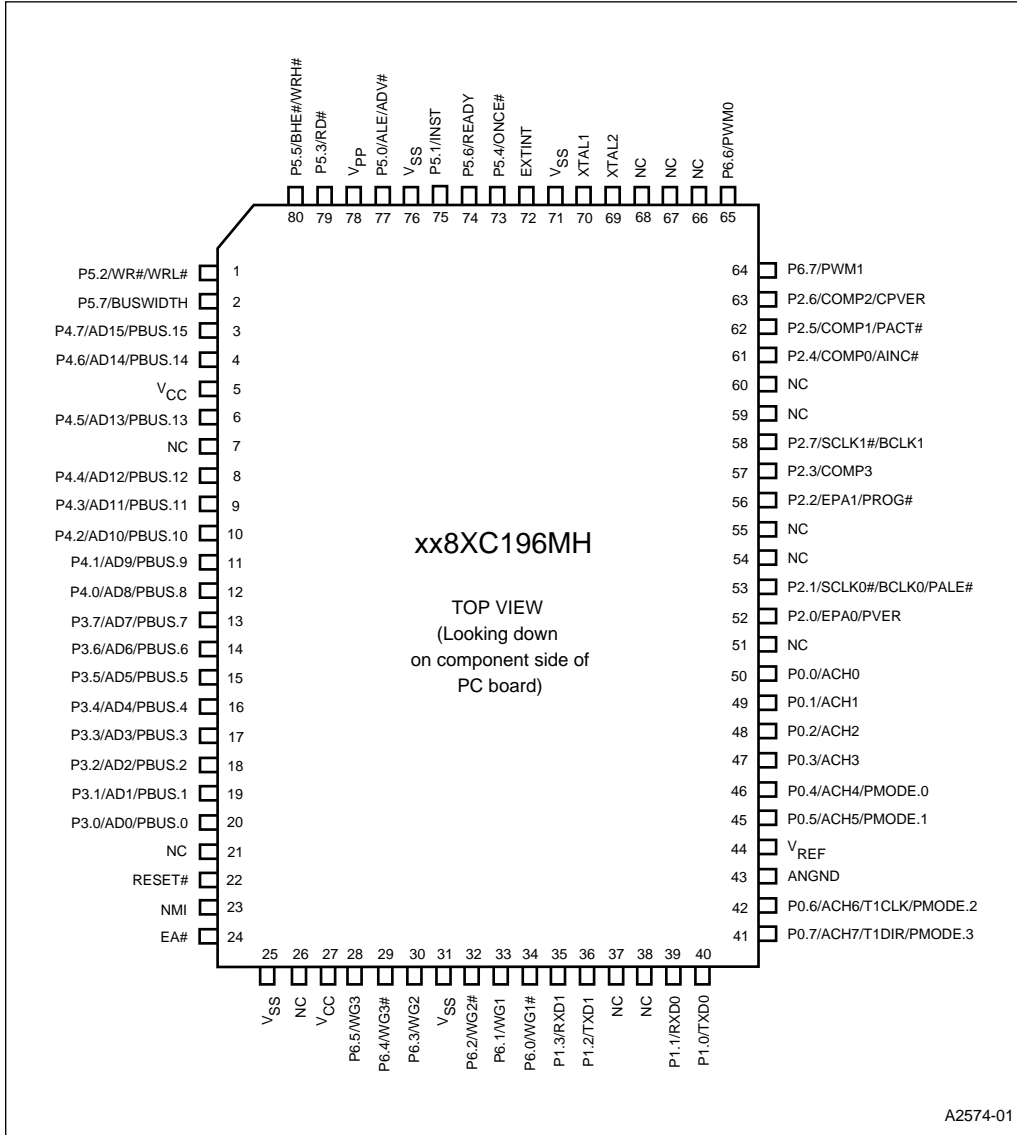 P5.5/BHE#/WRH#
P5.3/RD#
VPP
P5.0/ALE/ADV#
VSS
P5.1/INST
P5.6/READY
P5.4/ONCE#
EXTINT
VSS
XTAL1
XTAL2
NC
NC
NC
P6.6/PWM0
80 79 78 77 76 75 74 73 72 71 70 69 68 67 66 65
P5.2/WR#/WRL# 1
P5.7/BUSWIDTH 2
P4.7/AD15/PBUS.15 3
P4.6/AD14/PBUS.14 4
VCC 5
P4.5/AD13/PBUS.13 6
NC 7
P4.4/AD12/PBUS.12 8
P4.3/AD11/PBUS.11 9
P4.2/AD10/PBUS.10 10
P4.1/AD9/PBUS.9 11
P4.0/AD8/PBUS.8 12
P3.7/AD7/PBUS.7 13
P3.6/AD6/PBUS.6 14
P3.5/AD5/PBUS.5 15
P3.4/AD4/PBUS.4 16
P3.3/AD3/PBUS.3 17
P3.2/AD2/PBUS.2 18
P3.1/AD1/PBUS.1 19
P3.0/AD0/PBUS.0 20
NC 21
RESET# 22
NMI 23
EA# 24
xx8XC196MH
TOP VIEW
(Looking down
on component side of
PC board)
64 P6.7/PWM1
63 P2.6/COMP2/CPVER
62 P2.5/COMP1/PACT#
61 P2.4/COMP0/AINC#
60 NC
59 NC
58 P2.7/SCLK1#/BCLK1
57 P2.3/COMP3
56 P2.2/EPA1/PROG#
55 NC
54 NC
53 P2.1/SCLK0#/BCLK0/PALE#
52 P2.0/EPA0/PVER
51 NC
50 P0.0/ACH0
49 P0.1/ACH1
48 P0.2/ACH2
47 P0.3/ACH3
46 P0.4/ACH4/PMODE.0
45 P0.5/ACH5/PMODE.1
44 VREF
43 ANGND
42 P0.6/ACH6/T1CLK/PMODE.2
41 P0.7/ACH7/T1DIR/PMODE.3
25 26 27 28 29 30 31 32 33 34 35 36 37 38 39 40
VSS
NC
VCC
P6.5/WG3
P6.4/WG3#
P6.3/WG2
VSS
P6.2/WG2#
P6.1/WG1
P6.0/WG1#
P1.3/RXD1
P1.2/TXD1
NC
NC
P1.1/RXD0
P1.0/TXD0
A2574-01